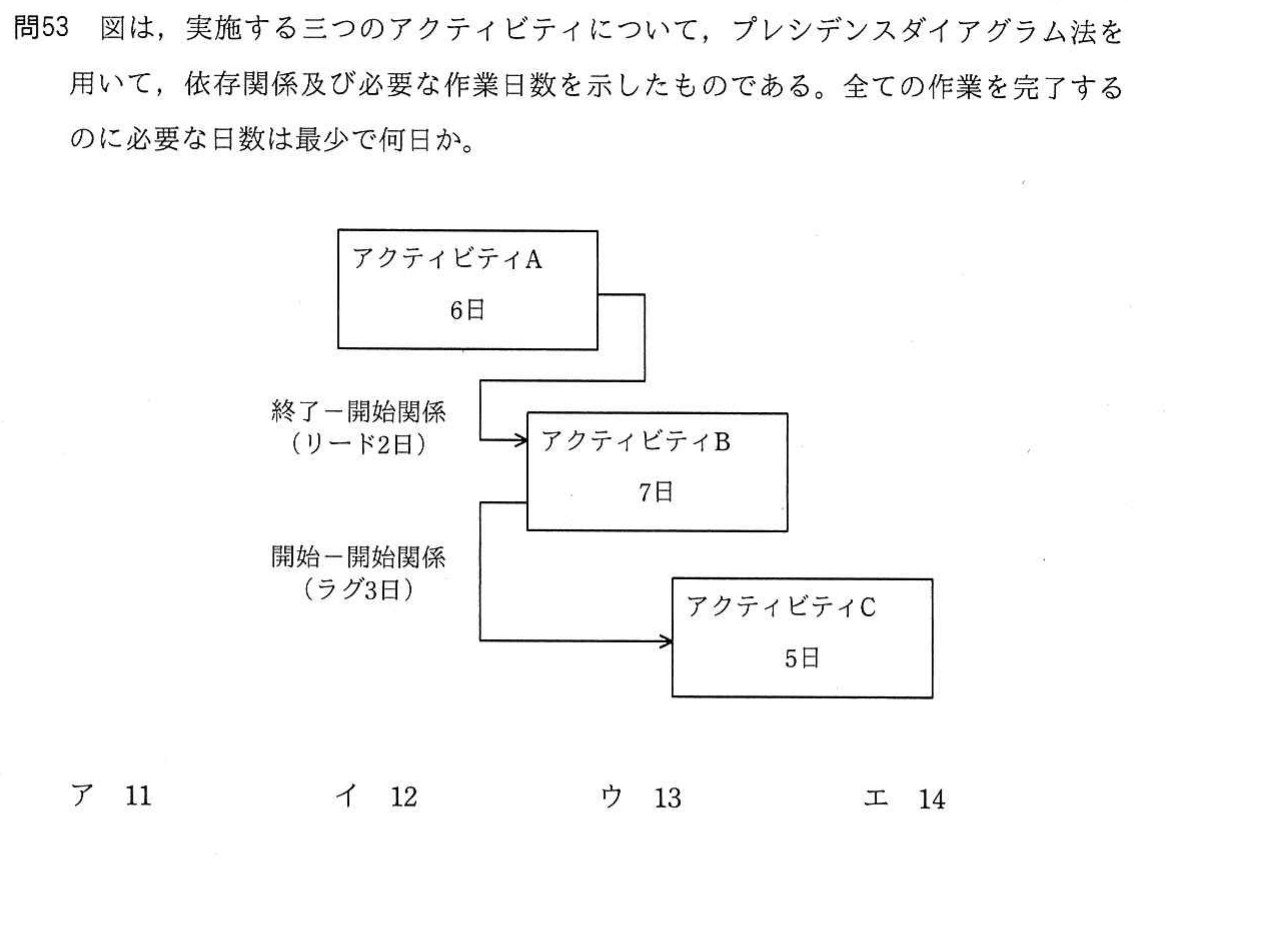 問53 図は，実施する三つのアクティビティについて，プレシデンスダイアグラム法を
用いて，依存関係及び必要な作業日数を示したものである。全ての作業を完了する
のに必要な日数は最少で何日か。
アクティビティA
6日
終了－開始関係
（リード2日）
アクティビティB
7日
開始－開始関係
（ラグ3日）
アクティビティC
5日
ア 11 イ 12 ウ 13 エ 14